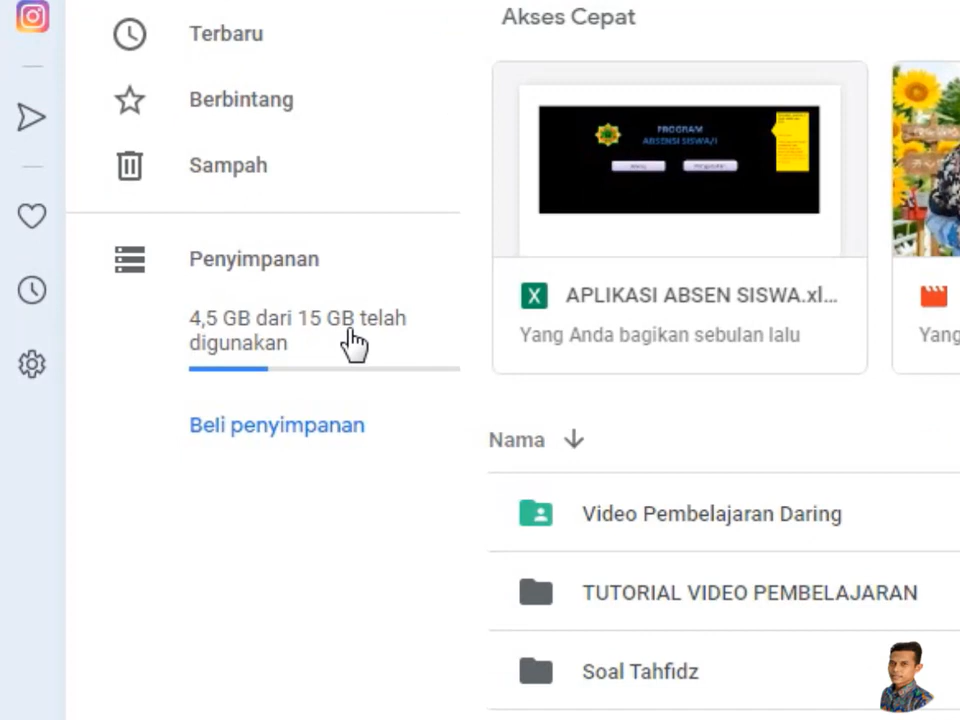 Terbaru
Berbintang
Sampah
Penyimpanan
4,5 GB dari 15 GB telah
digunakan
Beli penyimpanan
Akses Cepat
PROGRAM
ABSENSI SISWA/I
APLIKASI ABSEN SISWA.xl...
Yang Anda bagikan sebulan lalu
Yang
Nama
Video Pembelajaran Daring
TUTORIAL VIDEO PEMBELAJARAN
Soal Tahfidz